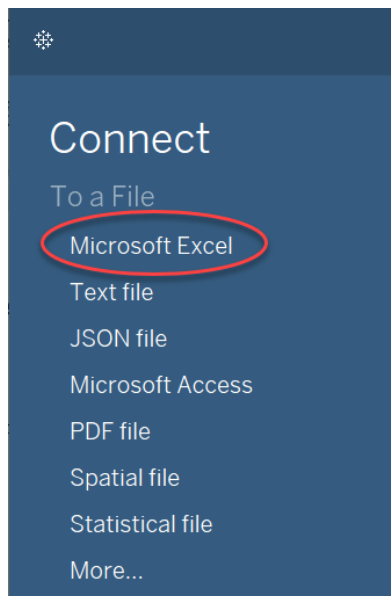 Connect
To a File
Microsoft Excel
Text file
JSON file
Microsoft Access
PDF file
Spatial file
Statistical file
More...